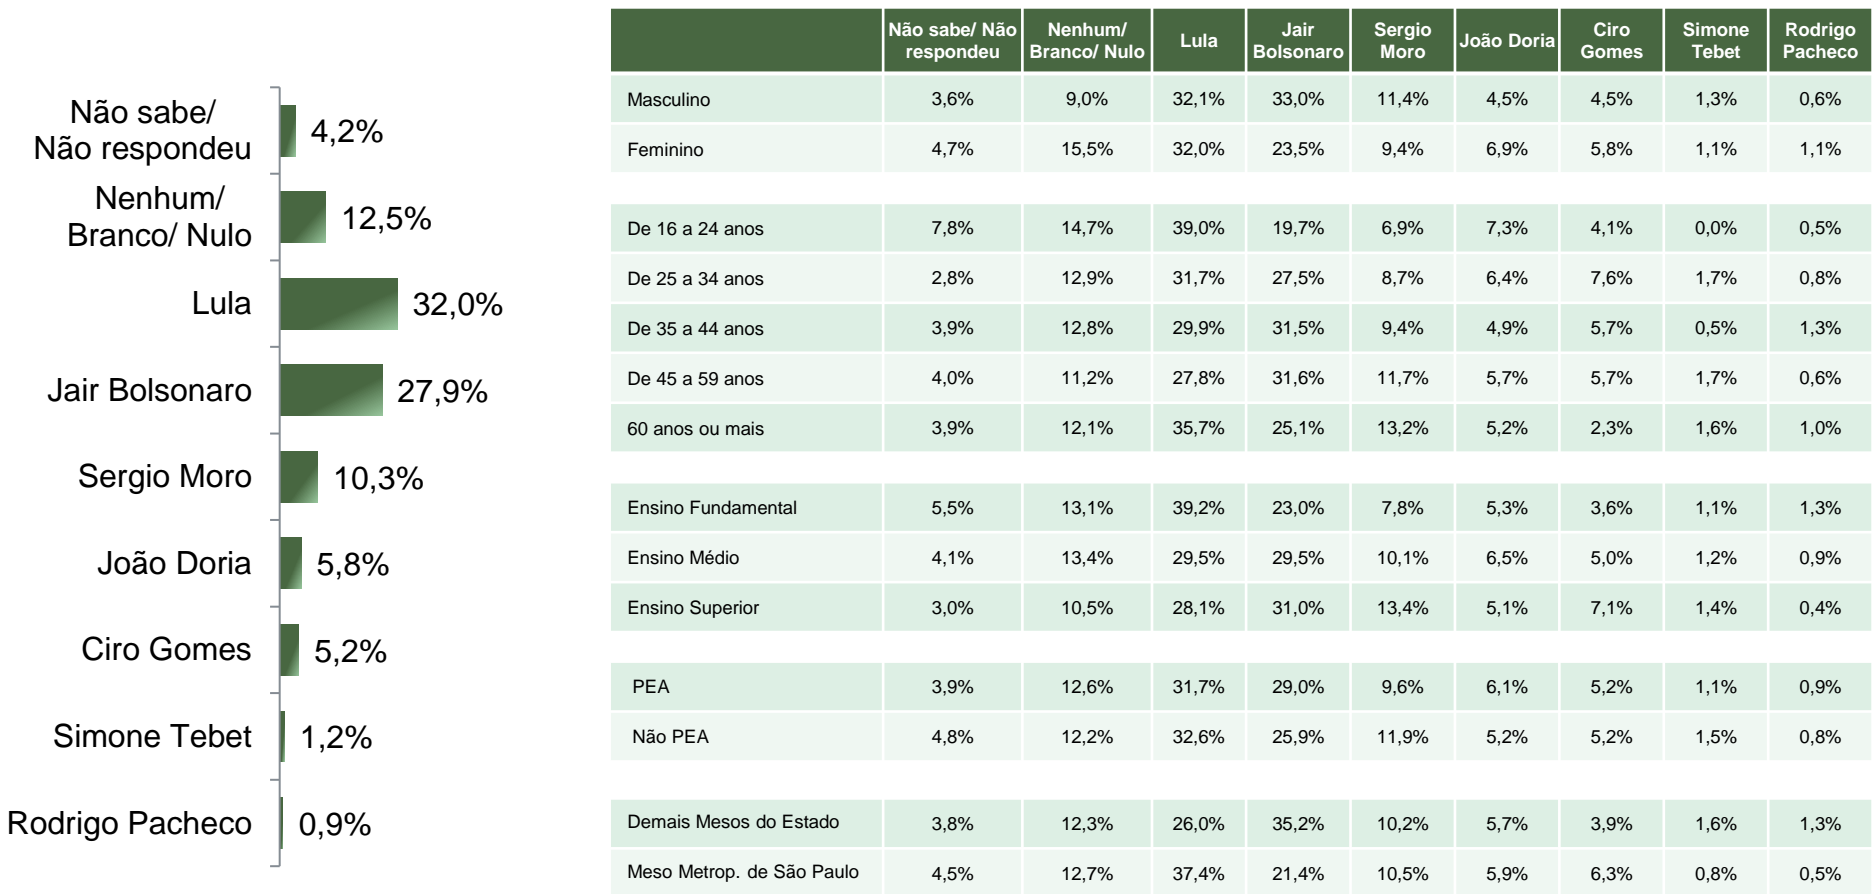 Não sabe/
Não respondeu
4,2%
Nenhum/
Branco/ Nulo
12,5%
Lula
32,0%
Jair Bolsonaro
27,9%
Sergio Moro
10,3%
João Doria
5,8%
Ciro Gomes
5,2%
Simone Tebet
1,2%
Rodrigo Pacheco
0,9%
Não sabe/ Não respondeu Nenhum/ Branco/ Nulo Lula Jair Bolsonaro Sergio Moro João Doria Ciro Gomes Simone Tebet Rodrigo Pacheco
Masculino 3,6% 9,0% 32,1% 33,0% 11,4% 4,5% 4,5% 1,3% 0,6%
Feminino 4,7% 15,5% 32,0% 23,5% 9,4% 6,9% 5,8% 1,1% 1,1%
De 16 a 24 anos 7,8% 14,7% 39,0% 19,7% 6,9% 7,3% 4,1% 0,0% 0,5%
De 25 a 34 anos 2,8% 12,9% 31,7% 27,5% 8,7% 6,4% 7,6% 1,7% 0,8%
De 35 a 44 anos 3,9% 12,8% 29,9% 31,5% 9,4% 4,9% 5,7% 0,5% 1,3%
De 45 a 59 anos 4,0% 11,2% 27,8% 31,6% 11,7% 5,7% 5,7% 1,7% 0,6%
60 anos ou mais 3,9% 12,1% 35,7% 25,1% 13,2% 5,2% 2,3% 1,6% 1,0%
Ensino Fundamental 5,5% 13,1% 39,2% 23,0% 7,8% 5,3% 3,6% 1,1% 1,3%
Ensino Médio 4,1% 13,4% 29,5% 29,5% 10,1% 6,5% 5,0% 1,2% 0,9%
Ensino Superior 3,0% 10,5% 28,1% 31,0% 13,4% 5,1% 7,1% 1,4% 0,4%
PEA 3,9% 12,6% 31,7% 29,0% 9,6% 6,1% 5,2% 1,1% 0,9%
Não PEA 4,8% 12,2% 32,6% 25,9% 11,9% 5,2% 5,2% 1,5% 0,8%
Demais Mesos do Estado 3,8% 12,3% 26,0% 35,2% 10,2% 5,7% 3,9% 1,6% 1,3%
Meso Metrop. de São Paulo 4,5% 12,7% 37,4% 21,4% 10,5% 5,9% 6,3% 0,8% 0,5%